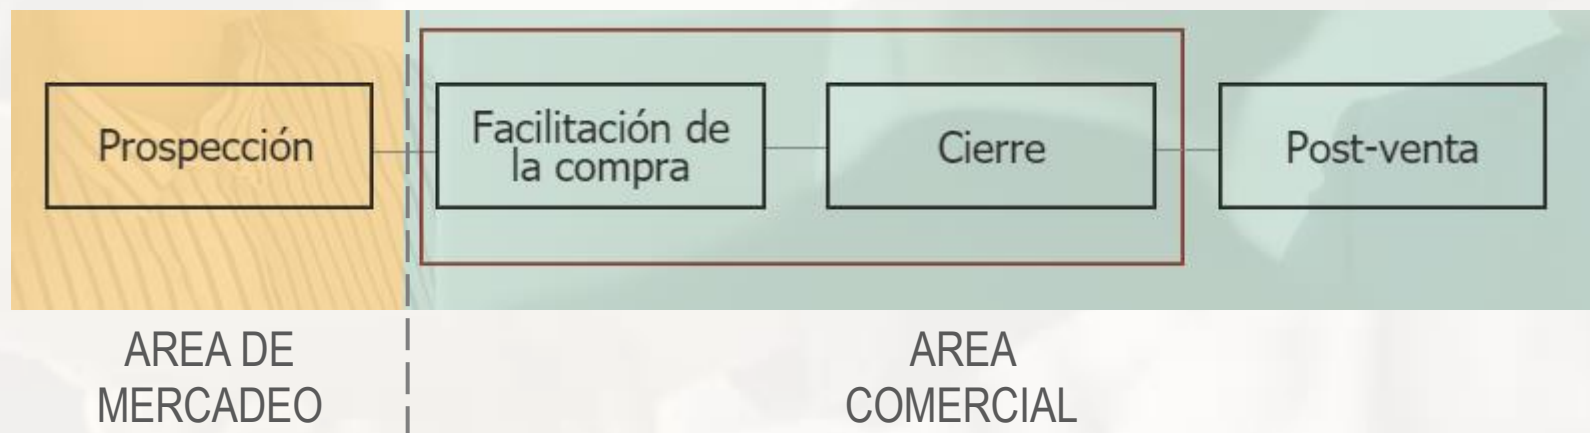 Prospección
Facilitación de
la compra
Cierre
Post-venta
AREA DE
MERCADEO
AREA
COMERCIAL